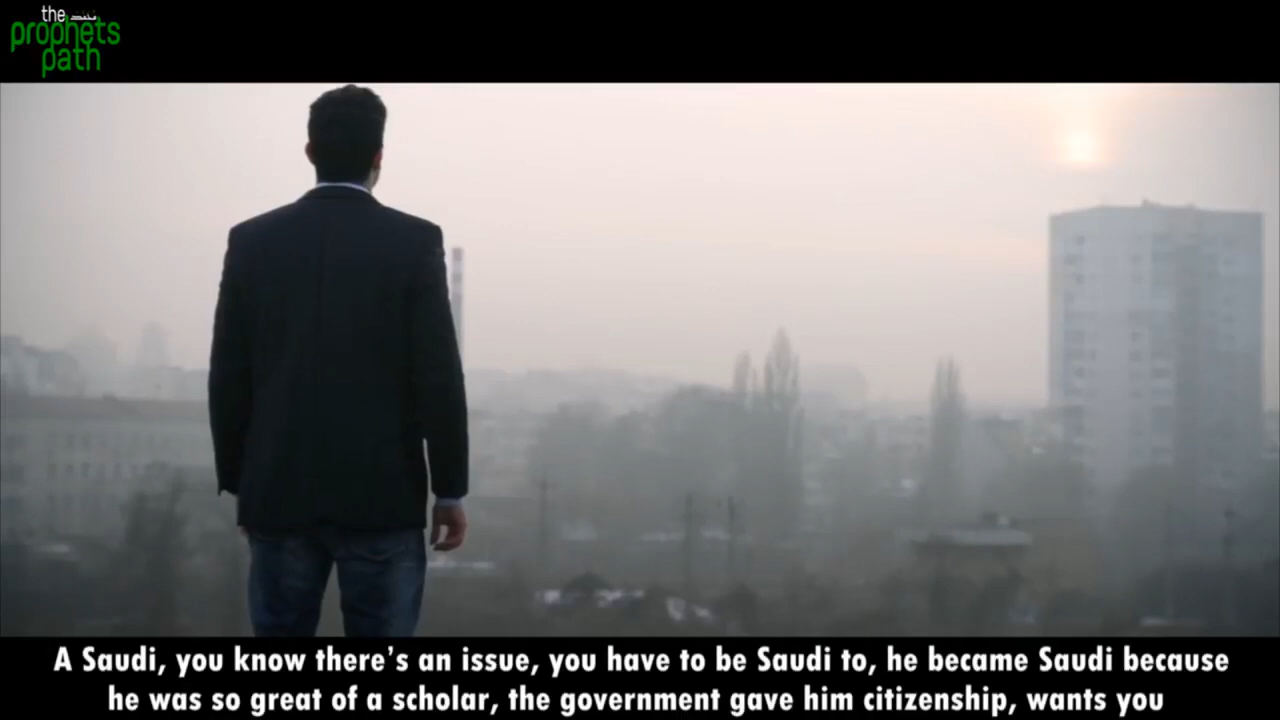 the محمد
prophets
path
A Saudi, you know there's an issue, you have to be Saudi to, he became Saudi because
he was so great of a scholar, the government gave him citizenship, wants you